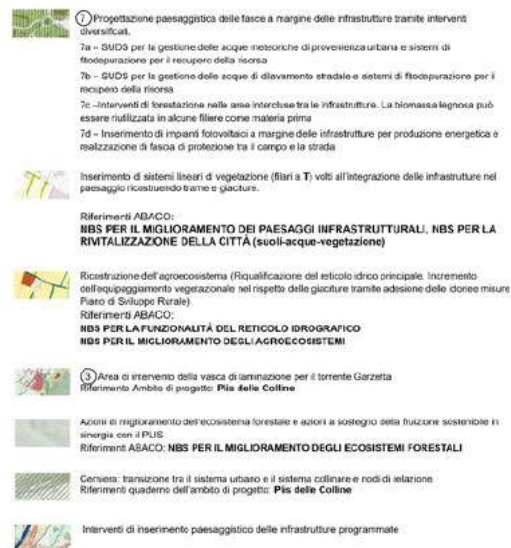 7 Progettazione paesaggistica delle fasce a margine delle infrastrutture tramite interventi
diversificati.
7a – SUDS per la gestione delle acque meteoriche di provenienza urbana e sistemi di
fitodepurazione per il recupero della risorsa
7b – SUDS per la gestione delle acque di dilavamento stradale e sistemi di fitodepurazione per il
recupero della risorsa
7c –Interventi di forestazione nelle aree intercluse tra le infrastrutture. La biomassa legnosa può
essere riutilizzata in alcune filiere come materia prima
7d – Inserimento di impianti fotovoltaici a margine delle infrastrutture per produzione energetica e
realizzazione di fascia di protezione tra il campo e la strada
Inserimento di sistemi lineari di vegetazione (filari a T) volti all'integrazione delle infrastrutture nel
paesaggio ricostruendo trame e giaciture.
Riferimenti ABACO:
NBS PER IL MIGLIORAMENTO DEI PAESAGGI INFRASTRUTTURALI, NBS PER LA
RIVITALIZZAZIONE DELLA CITTÀ (suoli-acque-vegetazione)
Ricostruzione dell'agroecosistema (Riqualificazione del reticolo idrico principale. Incremento
dell'equipaggiamento vegetazionale nel rispetto delle giaciture tramite adesione delle idonee misure
Piano di Sviluppo Rurale)
Riferimenti ABACO:
NBS PER LA FUNZIONALITÀ DEL RETICOLO IDROGRAFICO
NBS PER IL MIGLIORAMENTO DEGLI AGROECOSISTEMI
3 Area di intervento della vasca di laminazione per il torrente Garzetta
Riferimento Ambito di progetto: Plis delle Colline
Azioni di miglioramento dell'ecosistema forestale e azioni a sostegno della fruizione sostenibile in
sinergia con il PLIS
Riferimenti ABACO: NBS PER IL MIGLIORAMENTO DEGLI ECOSISTEMI FORESTALI
Cerniera: transizione tra il sistema urbano e il sistema collinare e nodi di relazione
Riferimenti quaderno dell'ambito di progetto: Plis delle Colline
Interventi di inserimento paesaggistico delle infrastrutture programmate